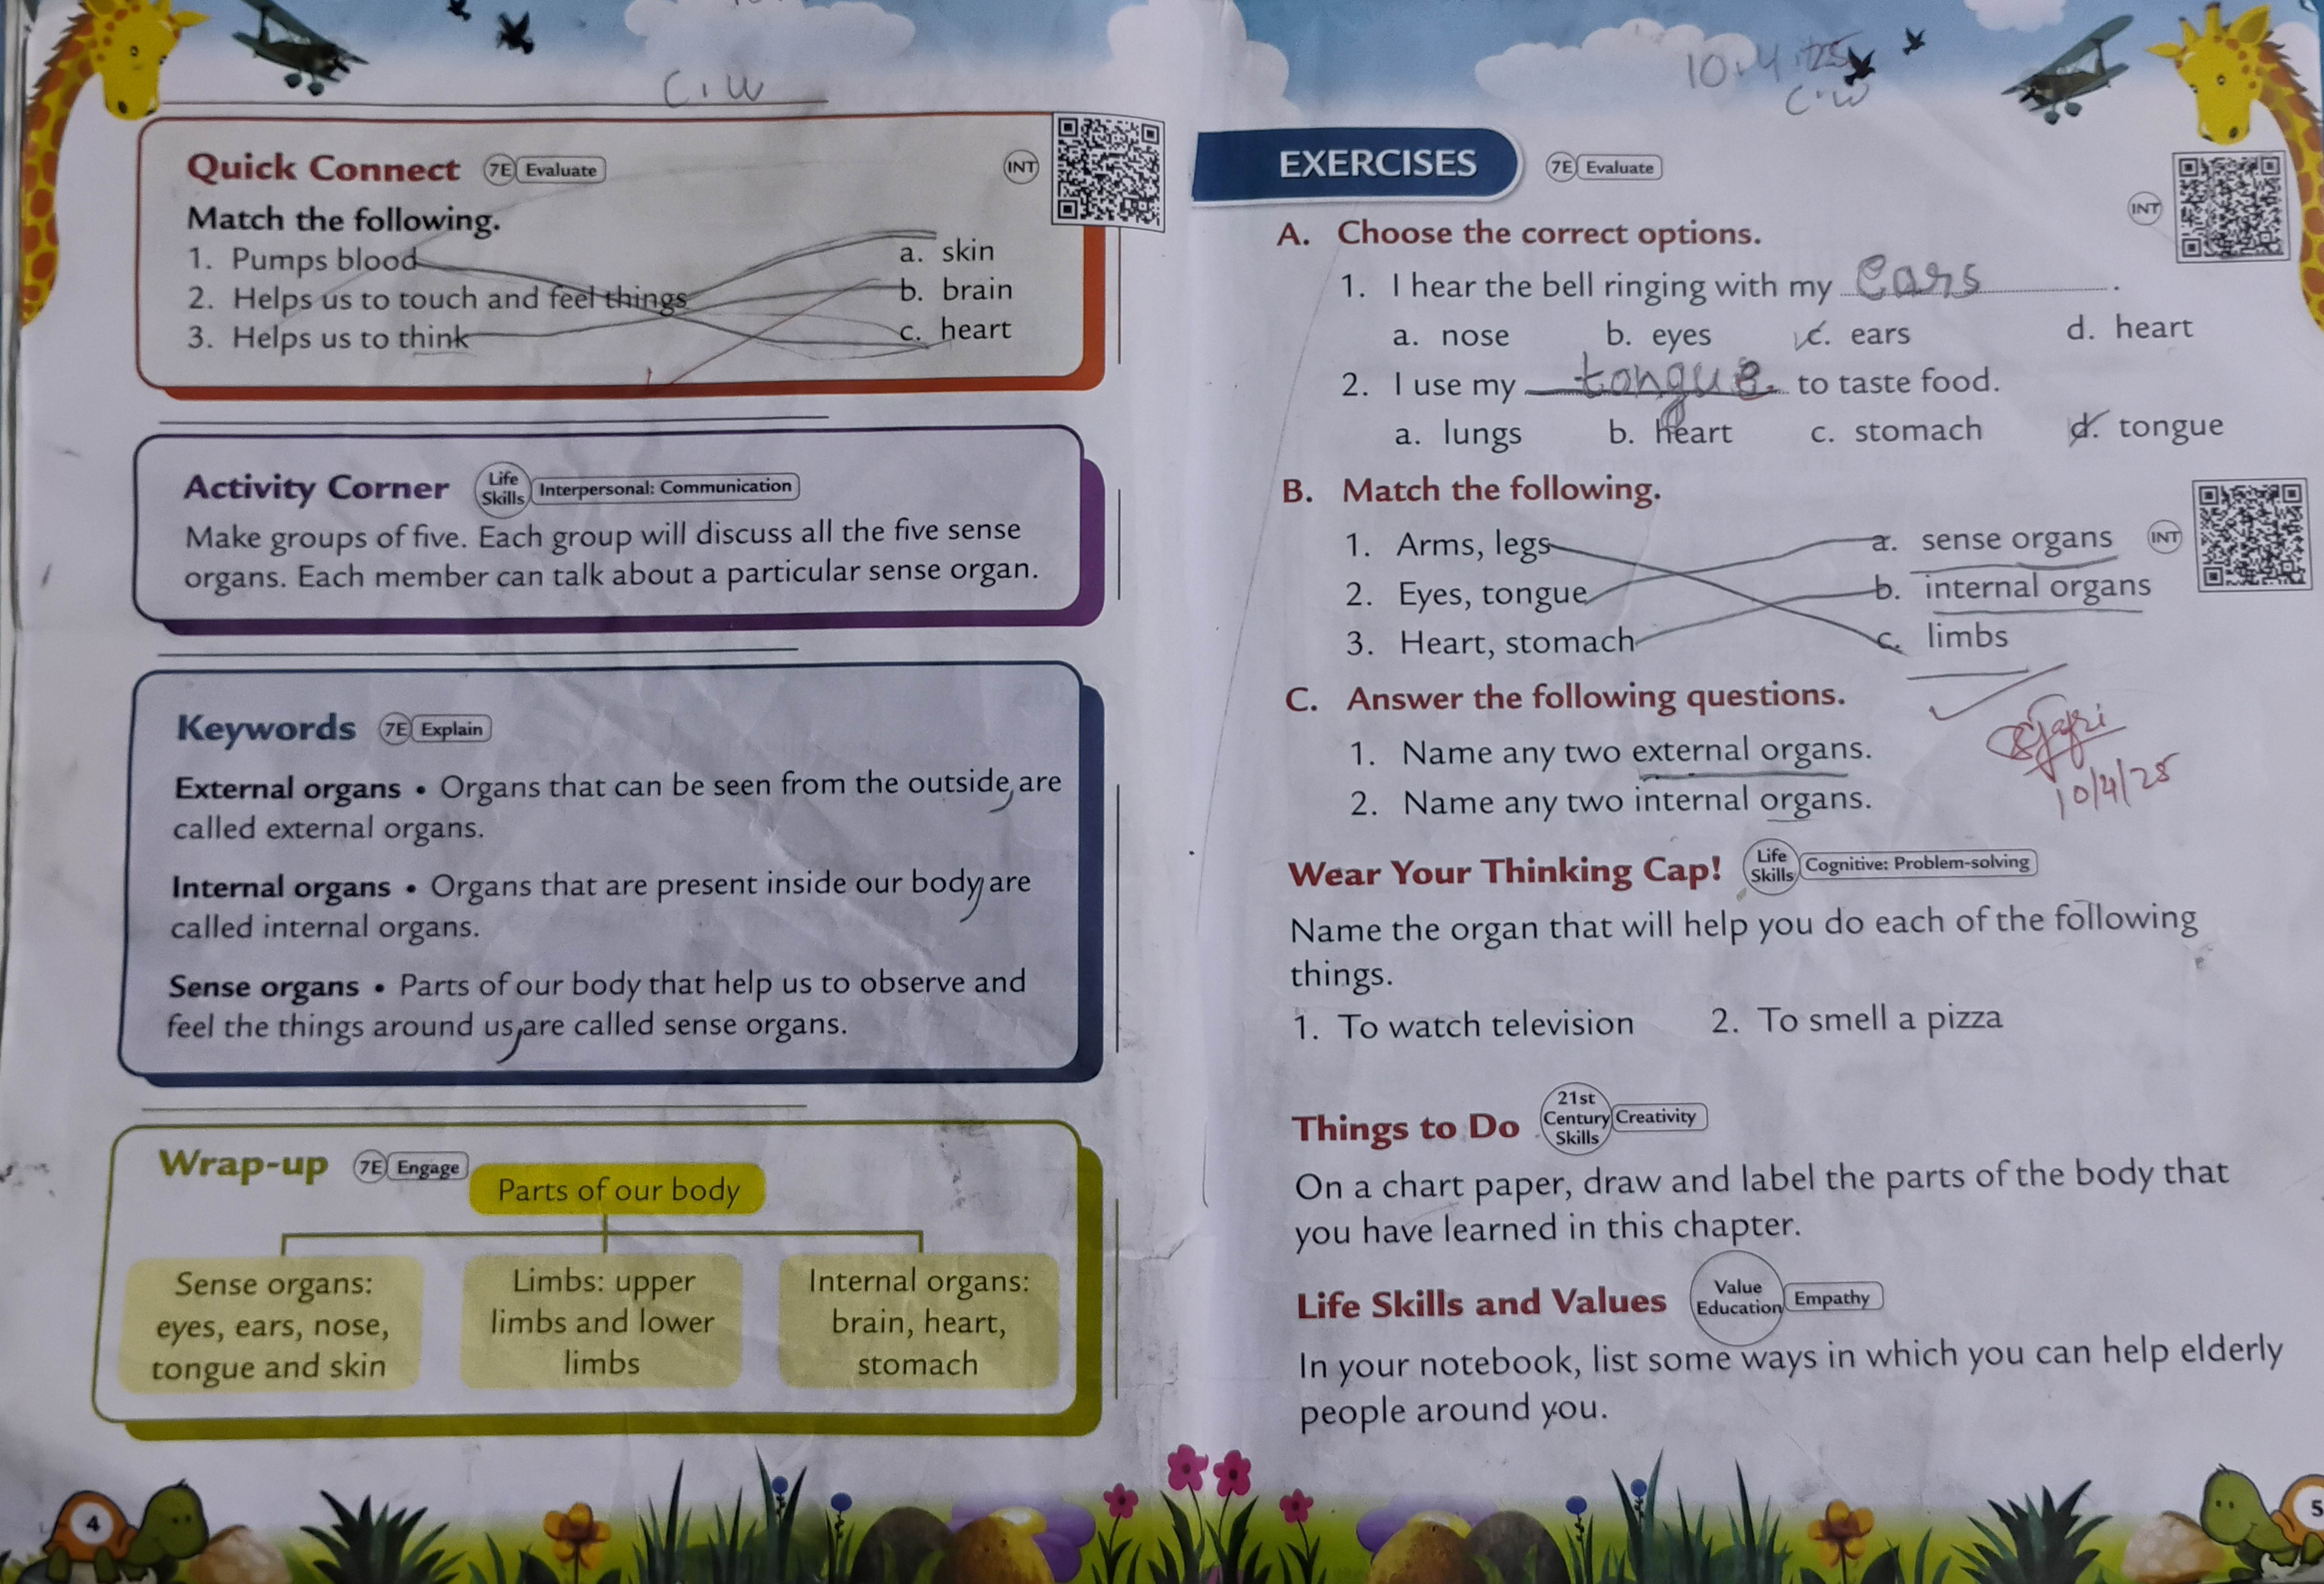 C.W
Quick Connect 7E Evaluate INT
Match the following.
1. Pumps blood a. skin
2. Helps us to touch and feel things b. brain
3. Helps us to think c. heart
Activity Corner Life Skills Interpersonal: Communication
Make groups of five. Each group will discuss all the five sense
organs. Each member can talk about a particular sense organ.
Keywords 7E Explain
External organs • Organs that can be seen from the outside, are
called external organs.
Internal organs • Organs that are present inside our body, are
called internal organs.
Sense organs • Parts of our body that help us to observe and
feel the things around us, are called sense organs.
Wrap-up 7E Engage
Parts of our body
Sense organs:
eyes, ears, nose,
tongue and skin
Limbs: upper
limbs and lower
limbs
Internal organs:
brain, heart,
stomach
4
10.4.25
C.W
EXERCISES 7E Evaluate
INT
A. Choose the correct options.
1. I hear the bell ringing with my ears.
a. nose b. eyes c. ears d. heart
2. I use my tongue to taste food.
a. lungs b. heart c. stomach d. tongue
B. Match the following.
1. Arms, legs a. sense organs INT
2. Eyes, tongue b. internal organs
3. Heart, stomach c. limbs
C. Answer the following questions.
1. Name any two external organs.
2. Name any two internal organs.
10/4/25
Wear Your Thinking Cap! Life Skills Cognitive: Problem-solving
Name the organ that will help you do each of the following
things.
1. To watch television 2. To smell a pizza
Things to Do 21st Century Skills Creativity
On a chart paper, draw and label the parts of the body that
you have learned in this chapter.
Life Skills and Values Value Education Empathy
In your notebook, list some ways in which you can help elderly
people around you.
5